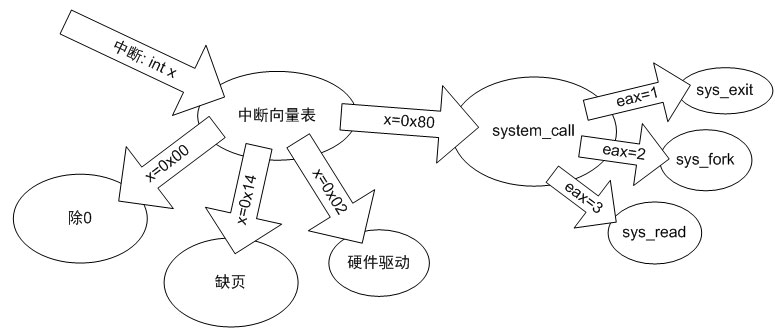 中断: int x
中断向量表
x=0x80
system_call
eax=1
sys_exit
eax=2
sys_fork
eax=3
sys_read
x=0x00
除0
x=0x14
缺页
x=0x02
硬件驱动